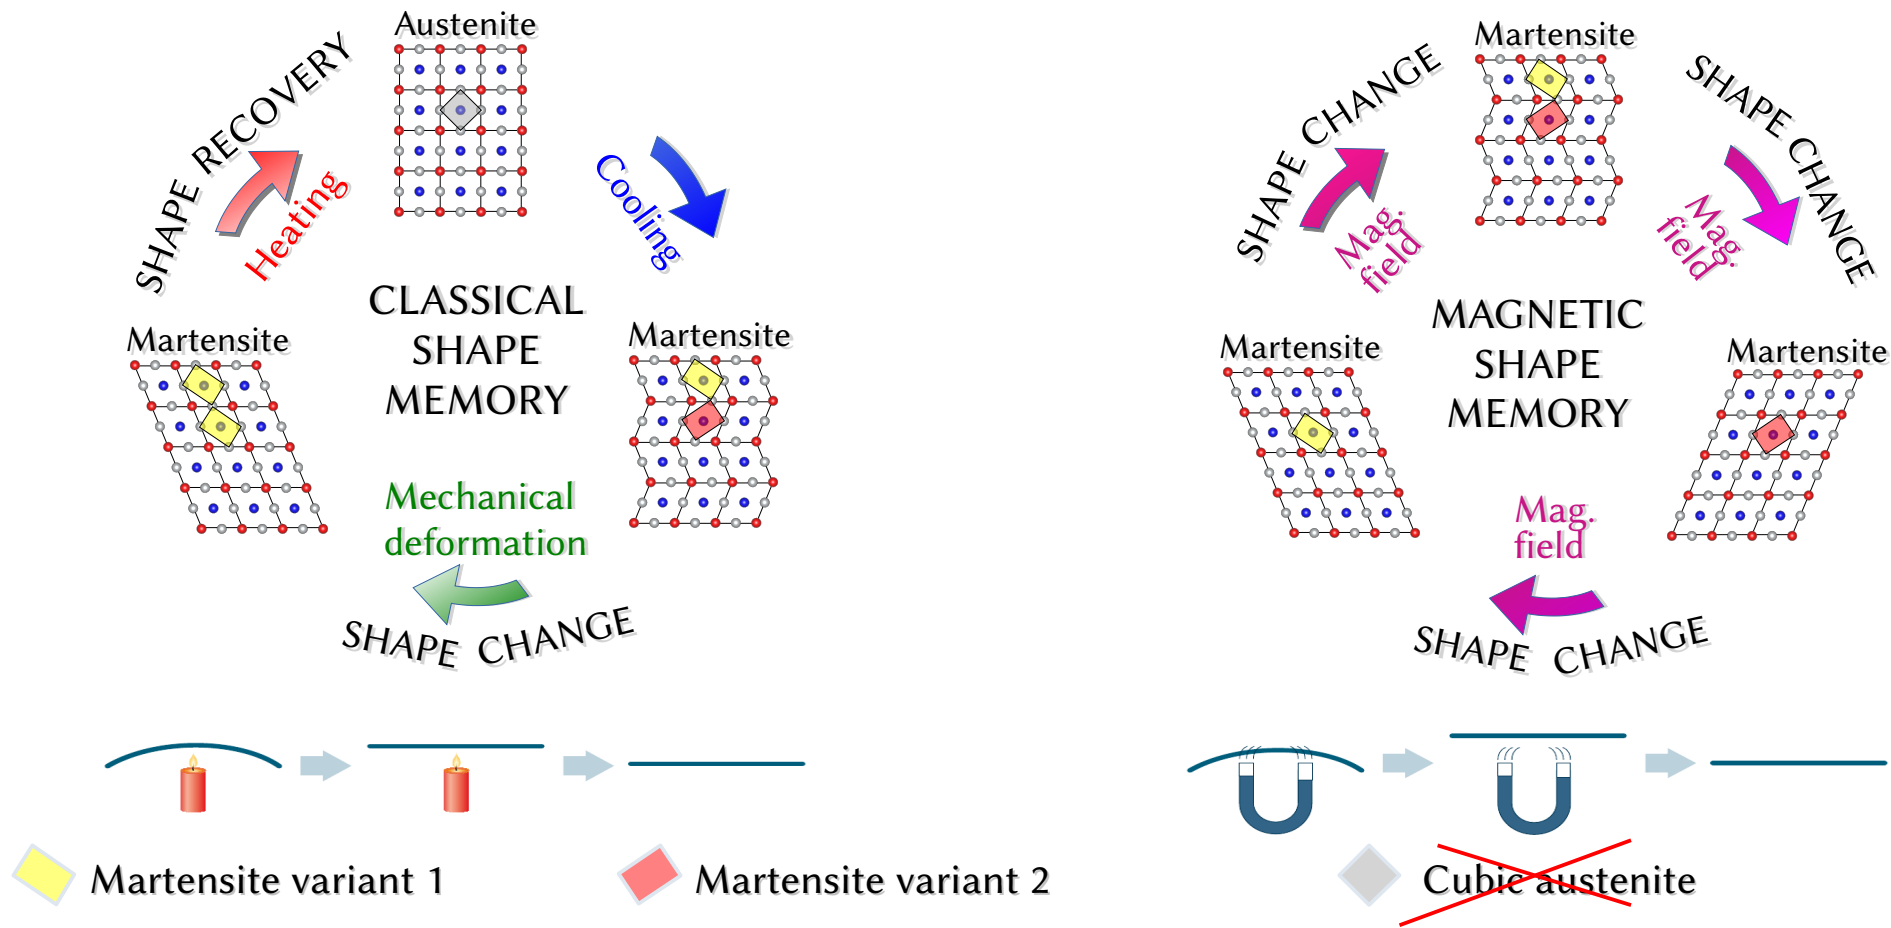 Austenite
SHAPE RECOVERY
Heating
Cooling
CLASSICAL
SHAPE
MEMORY
Martensite
Martensite
Mechanical
deformation
SHAPE CHANGE
Martensite
SHAPE CHANGE
SHAPE CHANGE
Mag.
field
Mag.
field
MAGNETIC
SHAPE
MEMORY
Martensite
Martensite
Mag.
field
SHAPE CHANGE
Martensite variant 1
Martensite variant 2
Cubic austenite